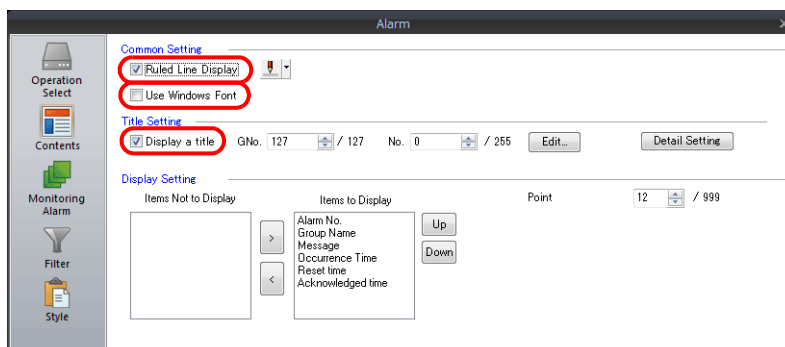 Alarm
Operation
Select
Contents
Monitoring
Alarm
Filter
Style
Common Setting
Ruled Line Display
Use Windows Font
Title Setting
Display a title GNo. 127 / 127 No. 0 / 255 Edit... Detail Setting
Display Setting
Items Not to Display Items to Display Point 12 / 999
Alarm No.
Group Name
Message
Occurrence Time
Reset time
Acknowledged time
>
<
Up
Down